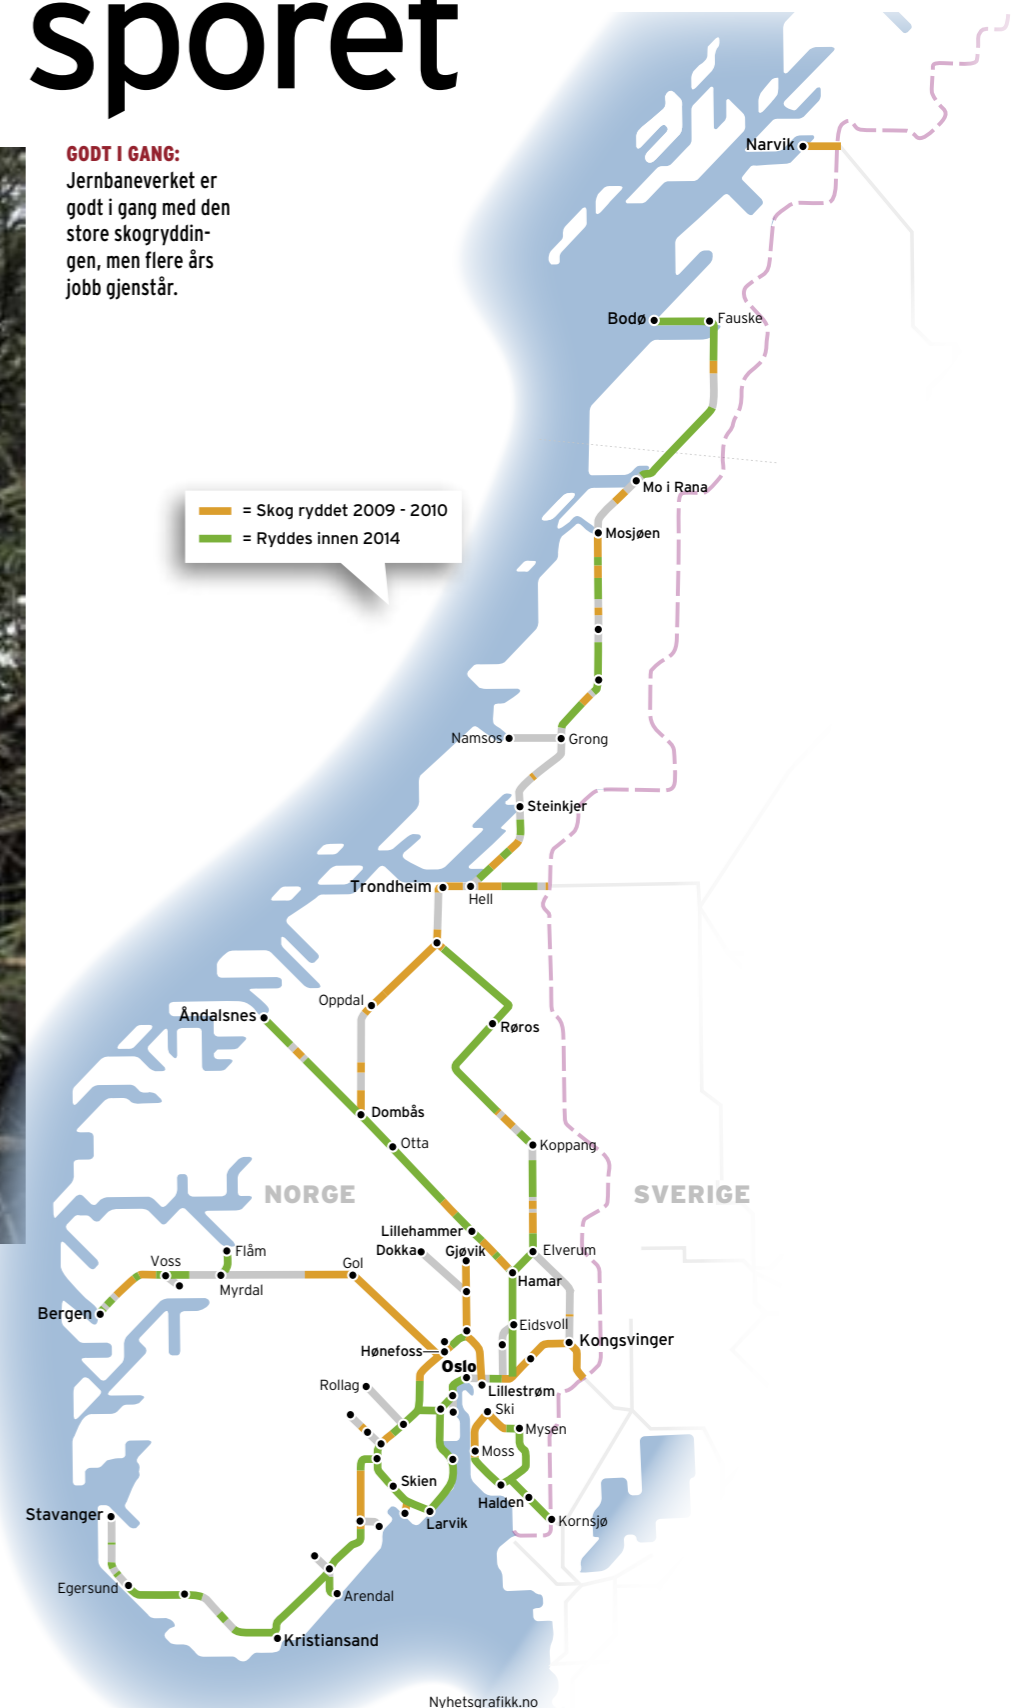 sporet
GODT I GANG:
Jernbaneverket er
godt i gang med den
store skogryddin-
gen, men flere års
jobb gjenstår.
Narvik
Bodø
Fauske
Mo i Rana
= Skog ryddet 2009 - 2010
= Ryddes innen 2014
Mosjøen
Namsos
Grong
Steinkjer
Trondheim
Hell
Oppdal
Åndalsnes
Røros
Dombås
Otta
Koppang
NORGE
SVERIGE
Lillehammer
Dokka
Gjøvik
Elverum
Flåm
Voss
Gol
Myrdal
Hamar
Bergen
Eidsvoll
Kongsvinger
Hønefoss
Oslo
Rollag
Lillestrøm
Ski
Mysen
Moss
Skien
Halden
Stavanger
Larvik
Kornsjø
Egersund
Arendal
Kristiansand
Nyhetsgrafikk.no